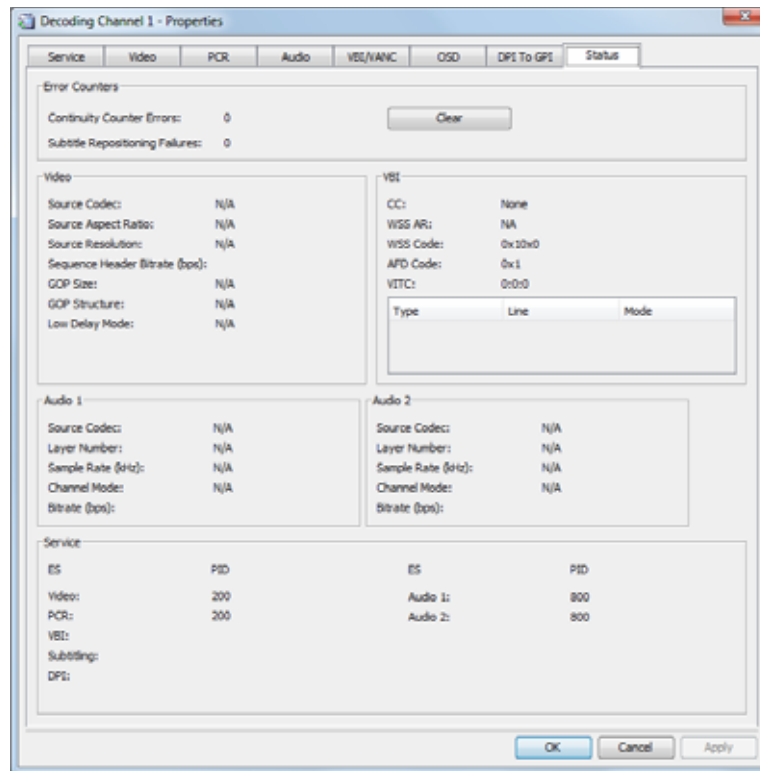 Decoding Channel 1 - Properties
Service Video PCR Audio VBI/VANC OSD DPI To GPI Status
Error Counters
Continuity Counter Errors: 0 Clear
Subtitle Repositioning Failures: 0
Video
Source Codec: N/A
Source Aspect Ratio: N/A
Source Resolution: N/A
Sequence Header Bitrate (bps):
GOP Size: N/A
GOP Structure: N/A
Low Delay Mode: N/A
VBI
CC: None
WSS AR: NA
WSS Code: 0x10x0
AFD Code: 0x1
VITC: 0:0:0
Type Line Mode
Audio 1
Source Codec: N/A
Layer Number: N/A
Sample Rate (kHz): N/A
Channel Mode: N/A
Bitrate (bps):
Audio 2
Source Codec: N/A
Layer Number: N/A
Sample Rate (kHz): N/A
Channel Mode: N/A
Bitrate (bps):
Service
ES PID ES PID
Video: 200 Audio 1: 800
PCR: 200 Audio 2: 800
VBI:
Subtitling:
DPI:
OK Cancel Apply